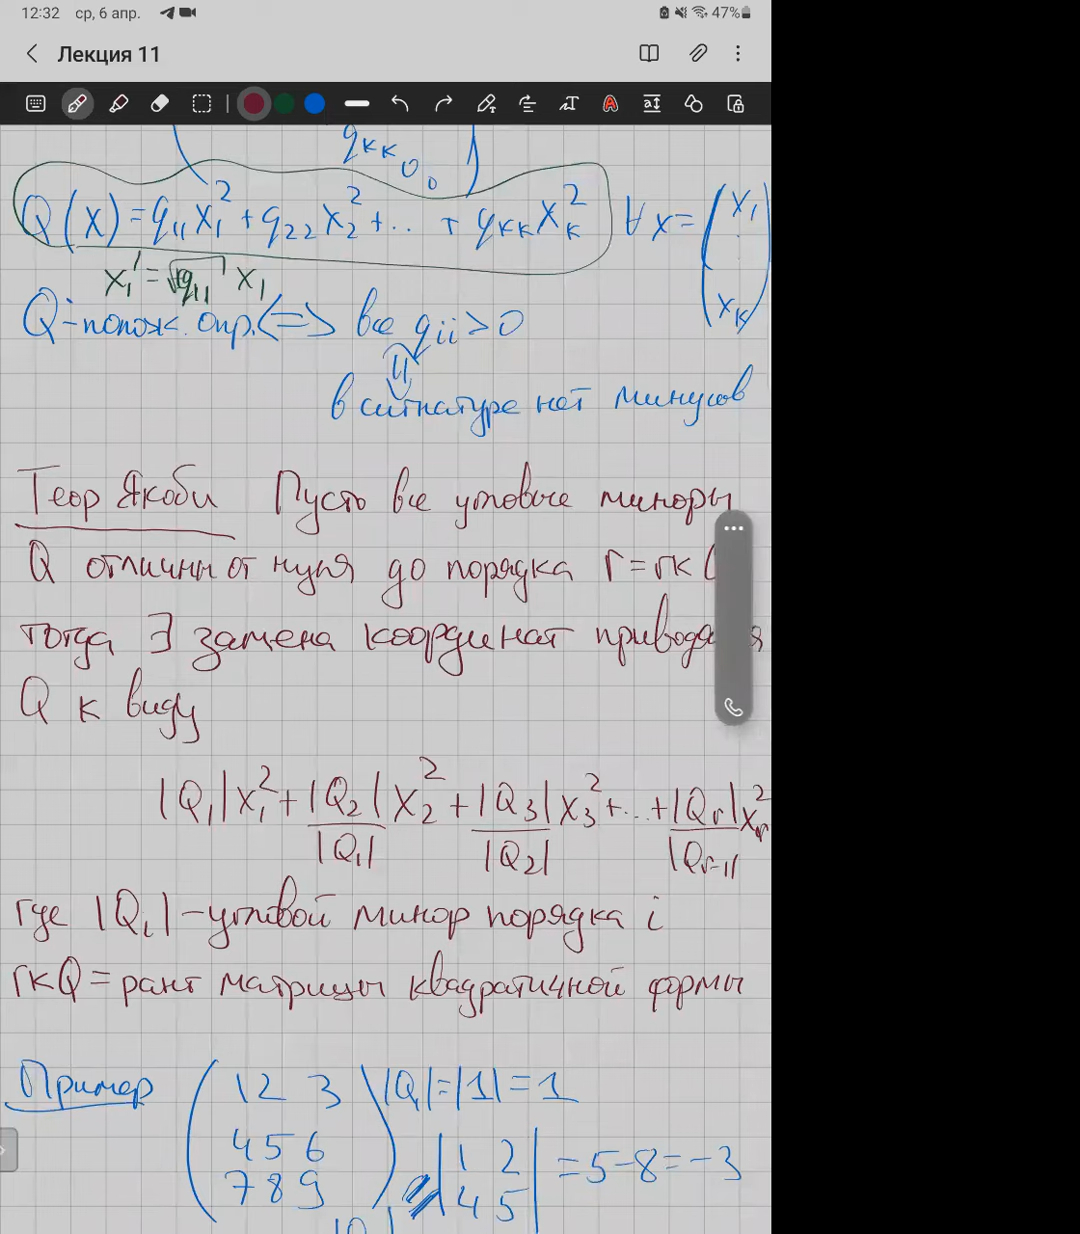 12:32 ср, 6 апр. 47%
Лекция 11
q_kk 0 0
Q(x) = q_11 x_1^2 + q_22 x_2^2 + .. + q_kk x_k^2 ∀ x = (x_1 . x_k
x_1' = √q_11 x_1
Q - полож. опр. <=> все q_ii > 0
⇓
в сигнатуре нет минусов
Теор Якоби Пусть все угловые миноры
Q отличны от нуля до порядка r = rk
тогда ∃ замена координат приводящая
Q к виду
|Q_1| x_1^2 + |Q_2|/|Q_1| x_2^2 + |Q_3|/|Q_2| x_3^2 + ... + |Q_r|/|Q_r-1| x_r^2
где |Q_i| - угловой минор порядка i
rk Q = ранг матрицы квадратичной формы
Пример (1 2 3 |Q_1| = |1| = 1
4 5 6 |1 2
7 8 9) 4 5| = 5 - 8 = -3
|Q|